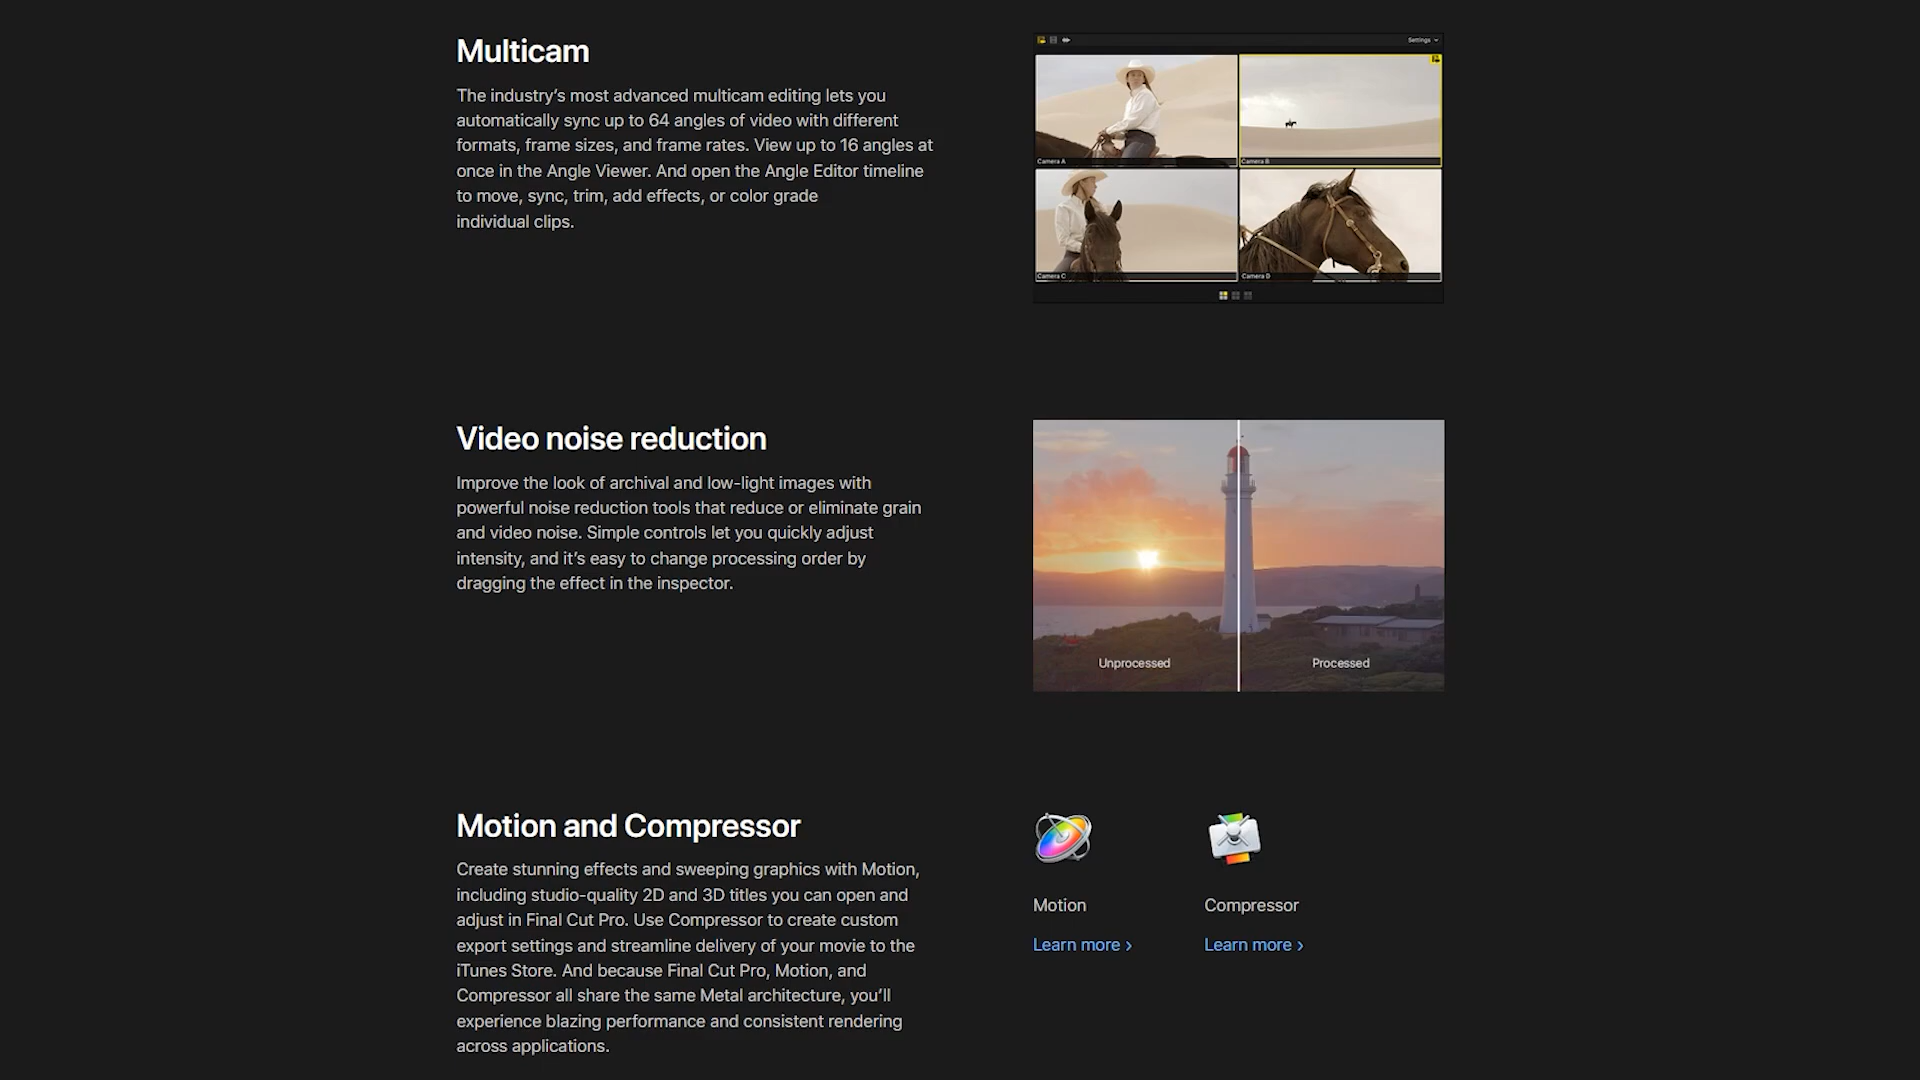 Multicam
The industry’s most advanced multicam editing lets you
automatically sync up to 64 angles of video with different
formats, frame sizes, and frame rates. View up to 16 angles at
once in the Angle Viewer. And open the Angle Editor timeline
to move, sync, trim, add effects, or color grade
individual clips.
Settings
Camera A
Camera B
Camera C
Camera D
Video noise reduction
Improve the look of archival and low-light images with
powerful noise reduction tools that reduce or eliminate grain
and video noise. Simple controls let you quickly adjust
intensity, and it’s easy to change processing order by
dragging the effect in the inspector.
Unprocessed
Processed
Motion and Compressor
Create stunning effects and sweeping graphics with Motion,
including studio-quality 2D and 3D titles you can open and
adjust in Final Cut Pro. Use Compressor to create custom
export settings and streamline delivery of your movie to the
iTunes Store. And because Final Cut Pro, Motion, and
Compressor all share the same Metal architecture, you’ll
experience blazing performance and consistent rendering
across applications.
Motion
Learn more ›
Compressor
Learn more ›